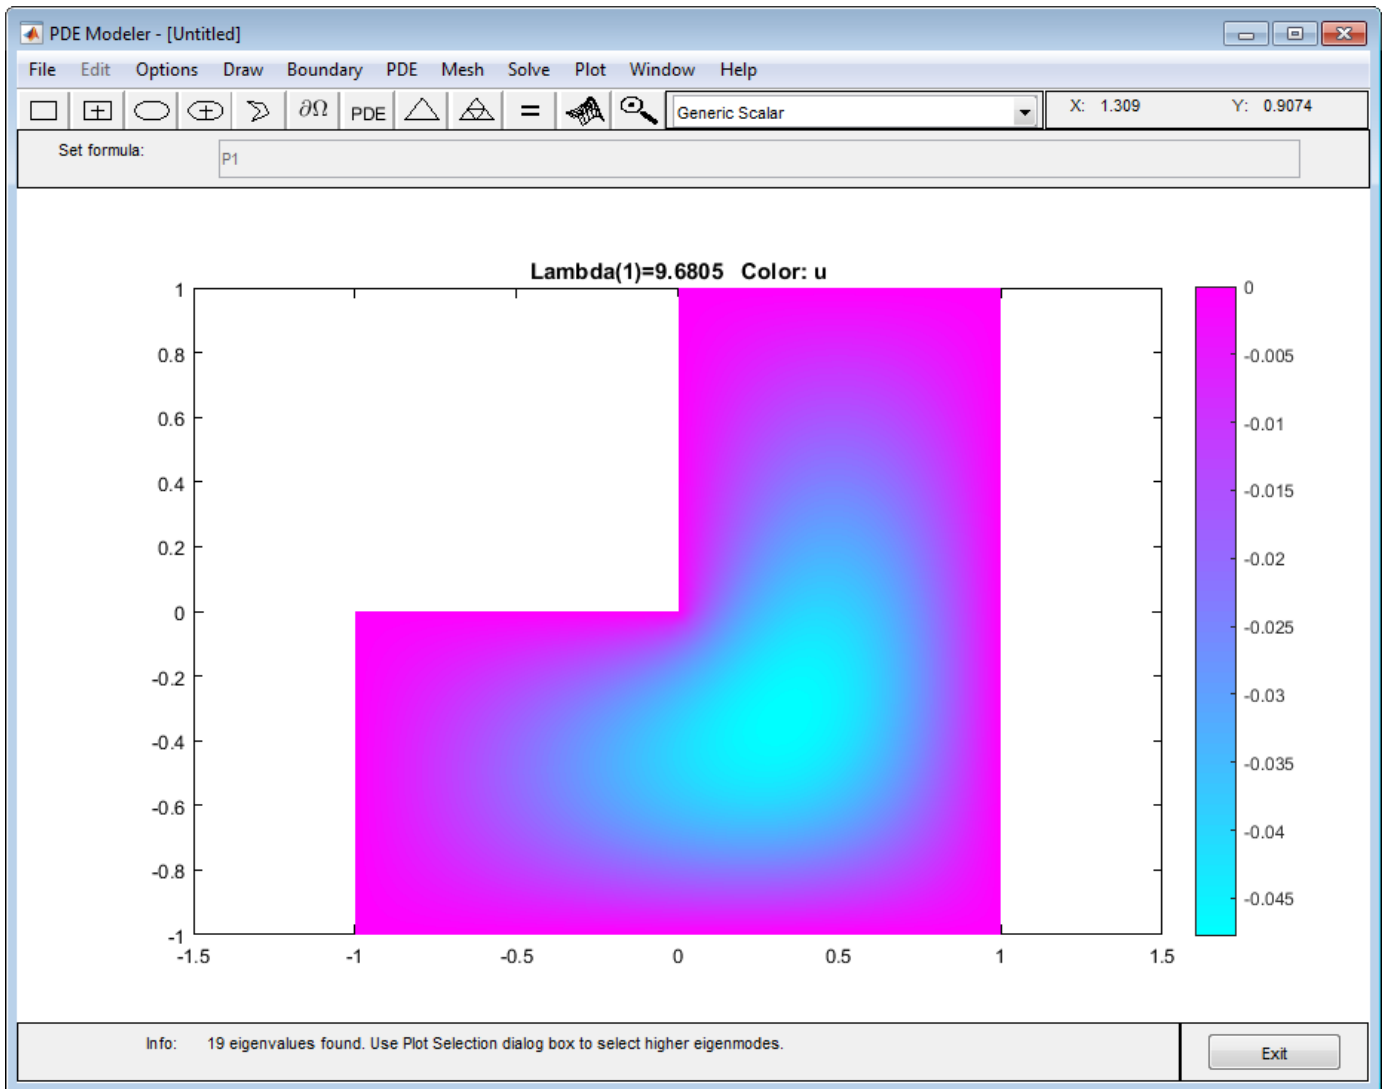 PDE Modeler - [Untitled]
File Edit Options Draw Boundary PDE Mesh Solve Plot Window Help
∂Ω PDE = Generic Scalar X: 1.309 Y: 0.9074
Set formula: P1
Lambda(1)=9.6805 Color: u
1
0.8
0.6
0.4
0.2
0
-0.2
-0.4
-0.6
-0.8
-1
-1.5 -1 -0.5 0 0.5 1 1.5
0
-0.005
-0.01
-0.015
-0.02
-0.025
-0.03
-0.035
-0.04
-0.045
Info: 19 eigenvalues found. Use Plot Selection dialog box to select higher eigenmodes.
Exit